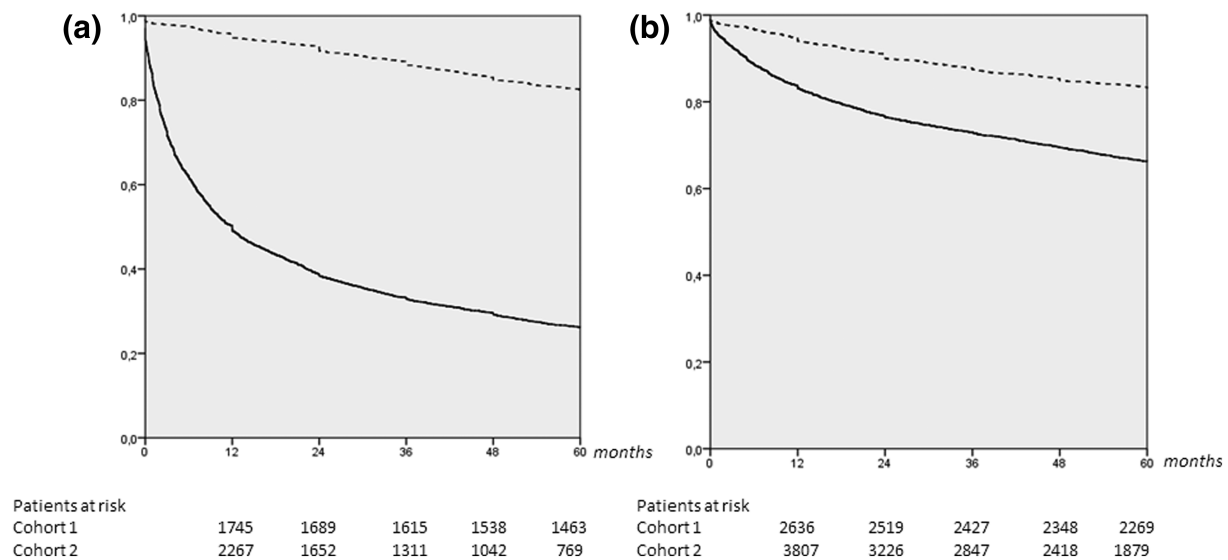 (a)
1,0
0,8
0,6
0,4
0,2
0,0
0 12 24 36 48 60 months
Patients at risk
Cohort 1 1745 1689 1615 1538 1463
Cohort 2 2267 1652 1311 1042 769
(b)
1,0
0,8
0,6
0,4
0,2
0,0
0 12 24 36 48 60 months
Patients at risk
Cohort 1 2636 2519 2427 2348 2269
Cohort 2 3807 3226 2847 2418 1879